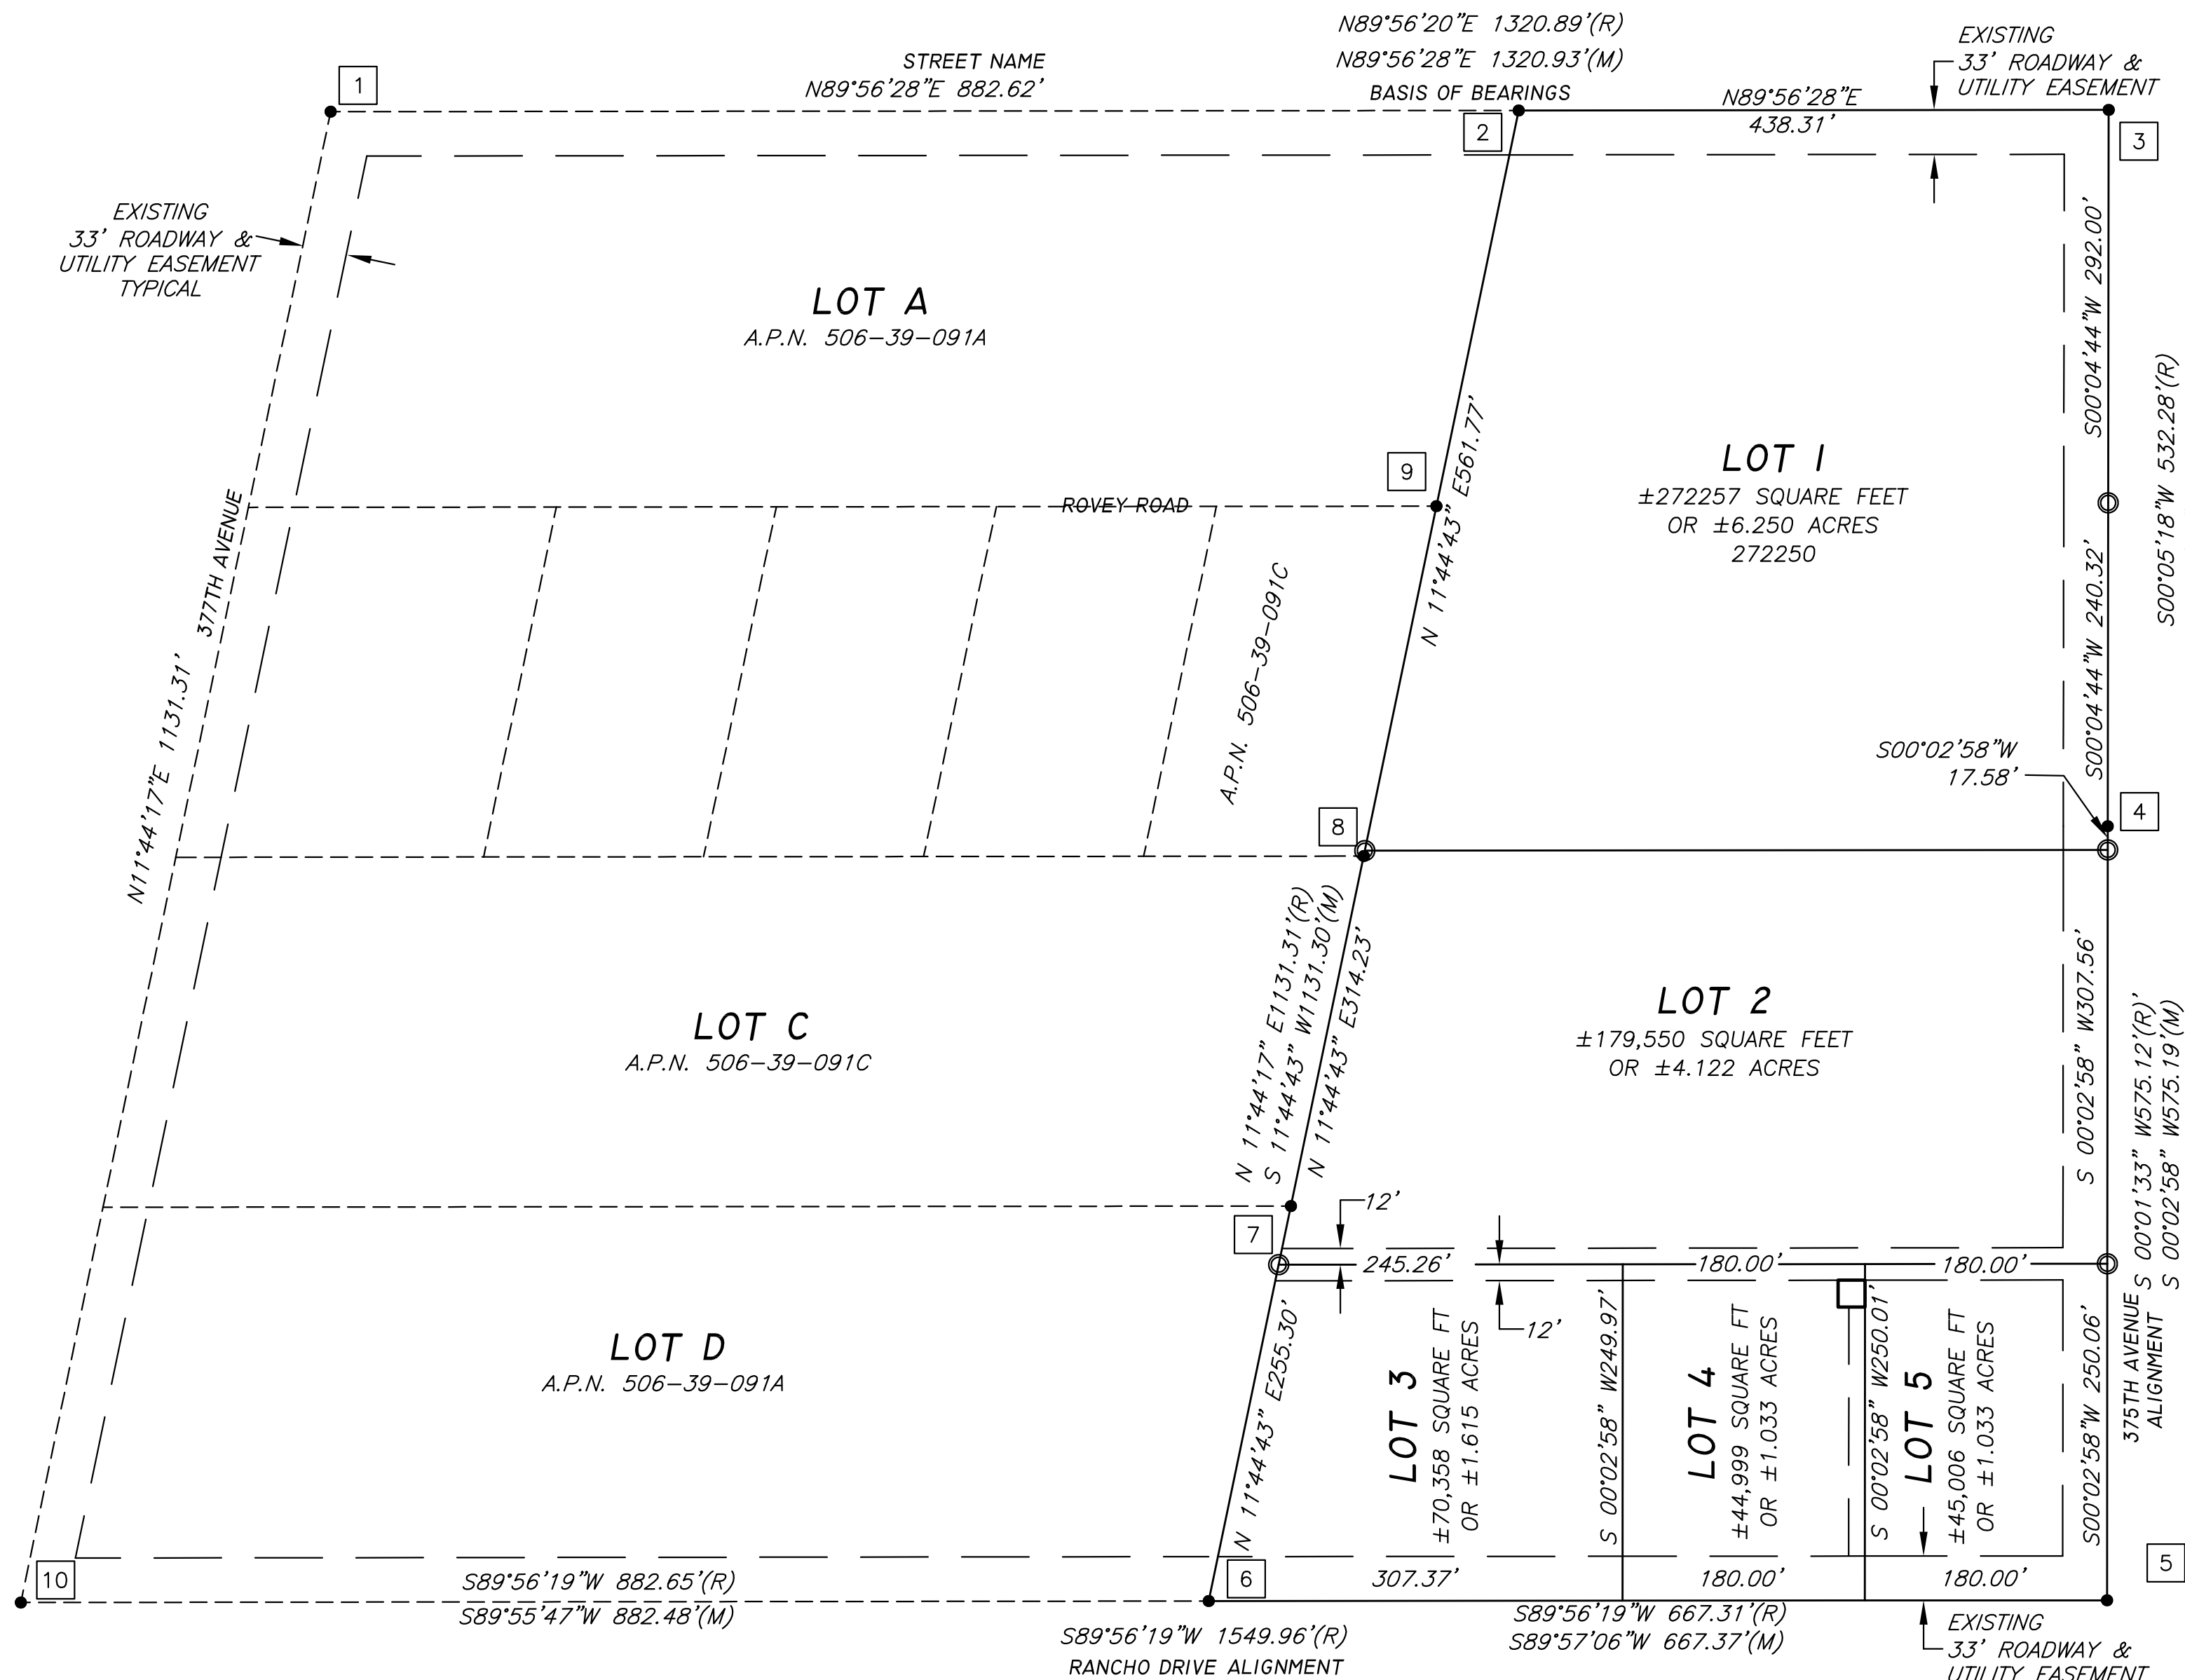 N89°56'20"E 1320.89'(R)
N89°56'28"E 1320.93'(M)
BASIS OF BEARINGS
STREET NAME
N89°56'28"E 882.62'
N89°56'28"E
438.31'
EXISTING
33' ROADWAY &
UTILITY EASEMENT
1
2
3
EXISTING
33' ROADWAY &
UTILITY EASEMENT
TYPICAL
LOT A
A.P.N. 506-39-091A
S00°04'44"W 292.00'
S00°05'18"W 532.28'(R)
9
N 11°44'43" E561.77'
LOT 1
±272257 SQUARE FEET
OR ±6.250 ACRES
272250
ROVEY ROAD
377TH AVENUE
N11°44'17"E 1131.31'
A.P.N. 506-39-091C
S00°04'44"W 240.32'
S00°02'58"W
17.58'
4
8
N 11°44'17" E1131.31'(R)
S 11°44'43" W1131.30'(M)
N 11°44'43" E314.23'
LOT C
A.P.N. 506-39-091C
LOT 2
±179,550 SQUARE FEET
OR ±4.122 ACRES
S 00°02'58" W307.56'
S 00°01'33" W575.12'(R)'
S 00°02'58" W575.19'(M)
7
12'
245.26'
180.00'
180.00'
12'
LOT D
A.P.N. 506-39-091A
N 11°44'43" E255.30'
LOT 3
±70,358 SQUARE FT
OR ±1.615 ACRES
S 00°02'58" W249.97'
LOT 4
±44,999 SQUARE FT
OR ±1.033 ACRES
S 00°02'58" W250.01'
LOT 5
±45,006 SQUARE FT
OR ±1.033 ACRES
S00°02'58"W 250.06'
375TH AVENUE
ALIGNMENT
10
6
5
S89°56'19"W 882.65'(R)
S89°55'47"W 882.48'(M)
307.37'
180.00'
180.00'
S89°56'19"W 667.31'(R)
S89°57'06"W 667.37'(M)
S89°56'19"W 1549.96'(R)
RANCHO DRIVE ALIGNMENT
EXISTING
33' ROADWAY &
UTILITY EASEMENT